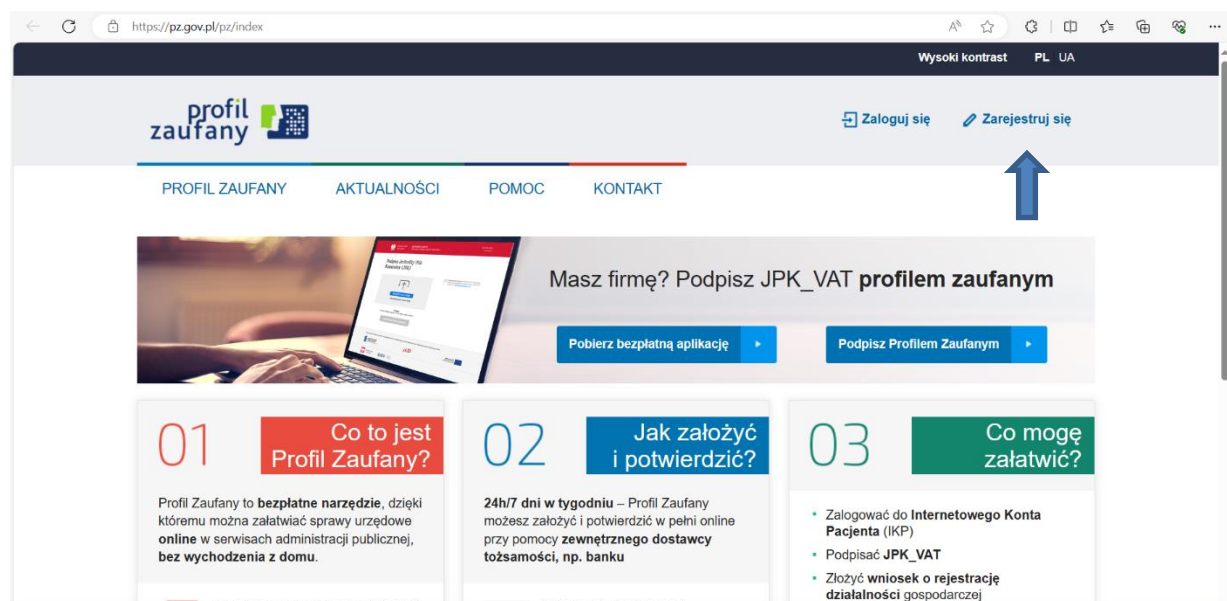 https://pz.gov.pl/pz/index
Wysoki kontrast PL UA
profil
zaufany
Zaloguj się Zarejestruj się
PROFIL ZAUFANY AKTUALNOŚCI POMOC KONTAKT
Masz firmę? Podpisz JPK_VAT profilem zaufanym
Pobierz bezpłatną aplikację Podpisz Profilem Zaufanym
01
Co to jest
Profil Zaufany?
Profil Zaufany to bezpłatne narzędzie, dzięki
któremu można załatwiać sprawy urzędowe
online w serwisach administracji publicznej,
bez wychodzenia z domu.
02
Jak założyć
i potwierdzić?
24h/7 dni w tygodniu – Profil Zaufany
możesz założyć i potwierdzić w pełni online
przy pomocy zewnętrznego dostawcy
tożsamości, np. banku
03
Co mogę
załatwić?
• Zalogować do Internetowego Konta
Pacjenta (IKP)
• Podpisać JPK_VAT
• Złożyć wniosek o rejestrację
działalności gospodarczej